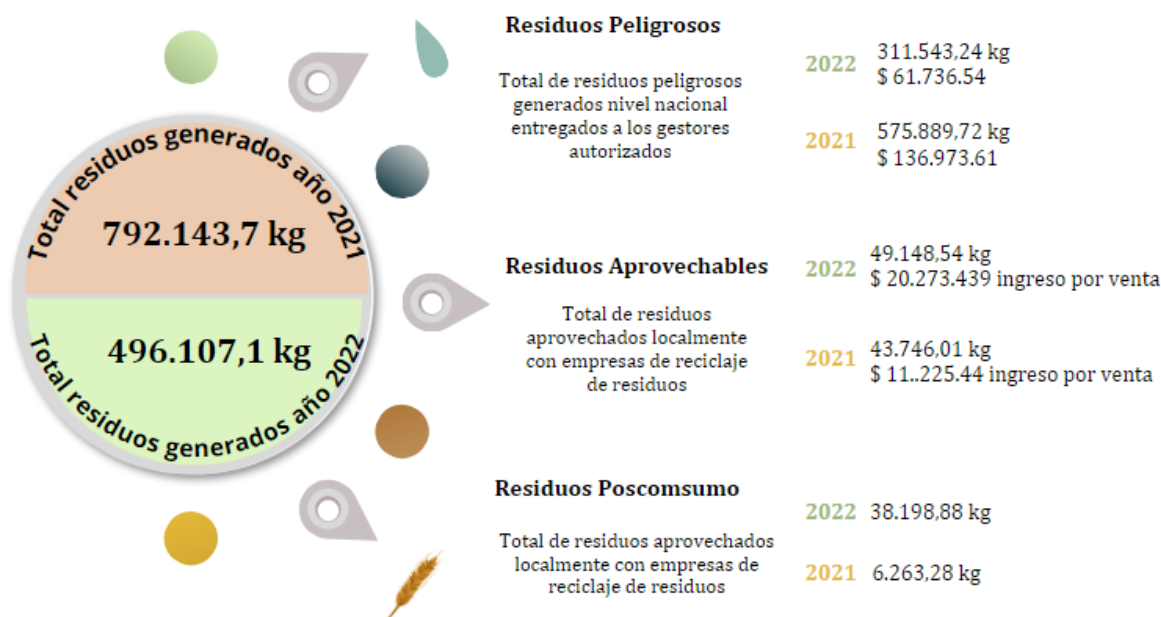 Total residuos generados año 2021
792.143,7 kg
496.107,1 kg
Total residuos generados año 2022
Residuos Peligrosos
Total de residuos peligrosos
generados nivel nacional
entregados a los gestores
autorizados
2022
311.543,24 kg
$ 61.736.54
2021
575.889,72 kg
$ 136.973.61
Residuos Aprovechables
Total de residuos
aprovechados localmente
con empresas de reciclaje
de residuos
2022
49.148,54 kg
$ 20.273.439 ingreso por venta
2021
43.746,01 kg
$ 11..225.44 ingreso por venta
Residuos Poscomsumo
Total de residuos aprovechados
localmente con empresas de
reciclaje de residuos
2022 38.198,88 kg
2021 6.263,28 kg